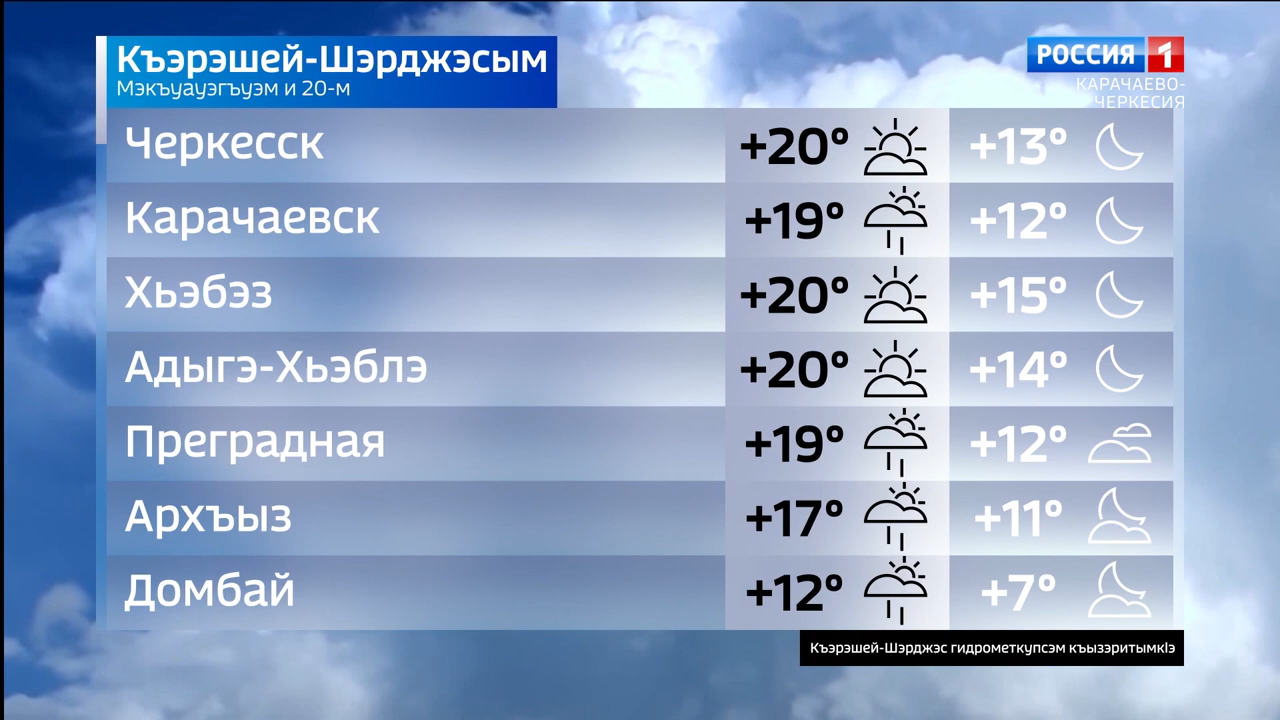 Къэрэшей-Шэрджэсым
Мэкъуауэгъуэм и 20-м
РОССИЯ 1
КАРАЧАЕВО-
ЧЕРКЕСИЯ
Черкесск +20° +13°
Карачаевск +19° +12°
Хьэбэз +20° +15°
Адыгэ-Хьэблэ +20° +14°
Преградная +19° +12°
Архъыз +17° +11°
Домбай +12° +7°
Къэрэшей-Шэрджэс гидрометкупсэм къызэритымкIэ